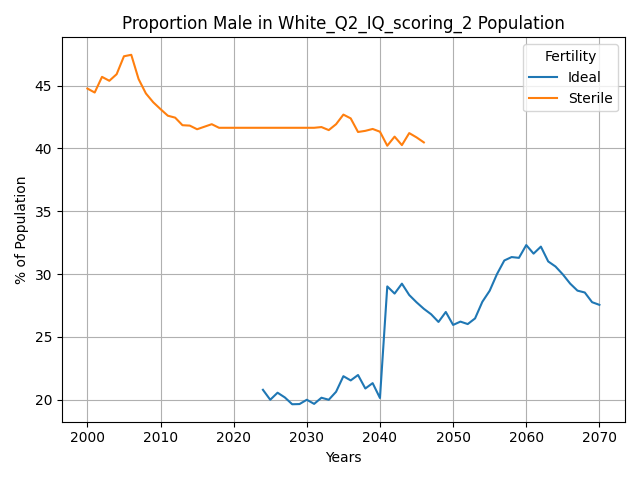 Proportion Male in White_Q2_IQ_scoring_2 Population
Fertility
Ideal
Sterile
% of Population
45
40
35
30
25
20
2000
2010
2020
2030
2040
2050
2060
2070
Years